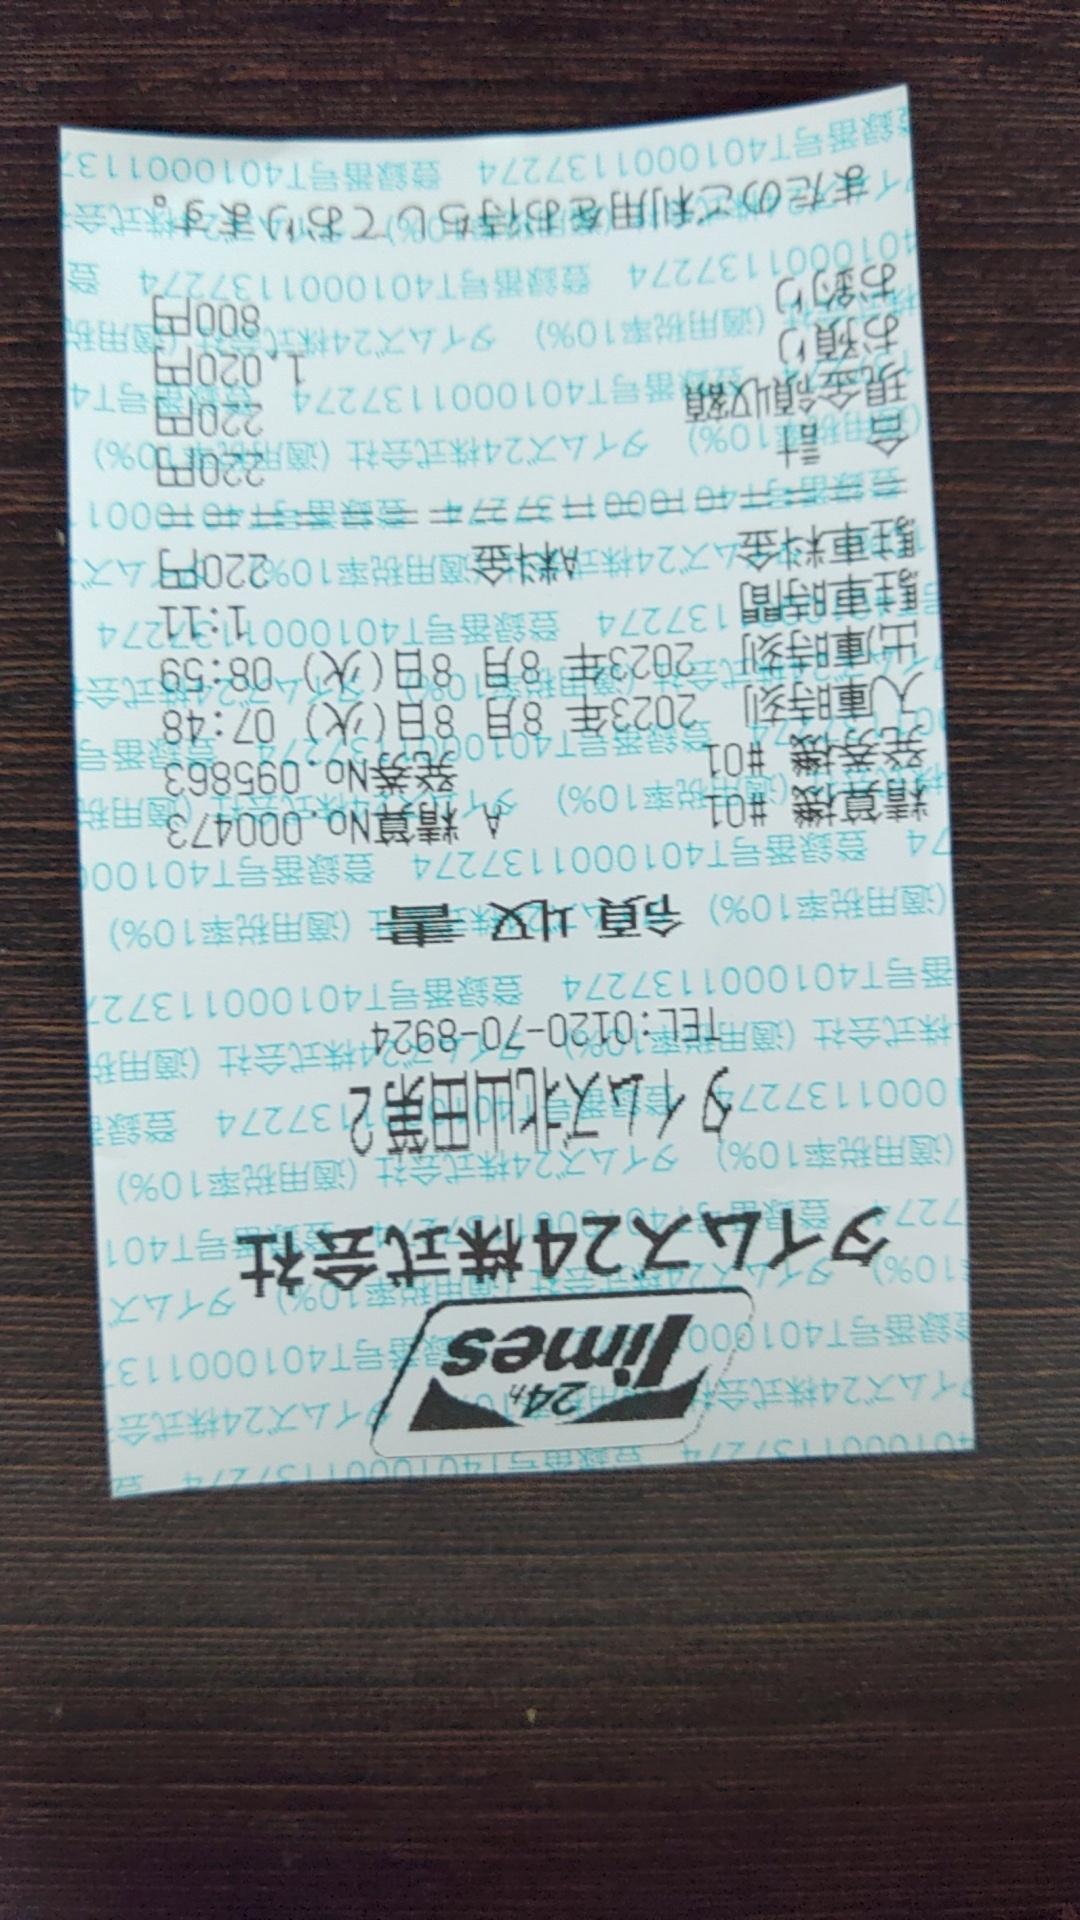 24h
Times
タイムズ24株式会社
タイムズ北山田第2
TEL:0120-70-8924
領収書
精算機 #01 A 精算No.000473
発券機 #01 発券No.095863
入庫時刻 2023年 8月 8日(火) 07:48
出庫時刻 2023年 8月 8日(火) 08:59
駐車時間 1:11
駐車料金 A料金 220円
合 計 220円
現金領収額 220円
お預り 1,020円
お釣り 800円
またのご利用をお待ちしております。
タイムズ24株式会社 (適用税率10%)
登録番号T4010001137274